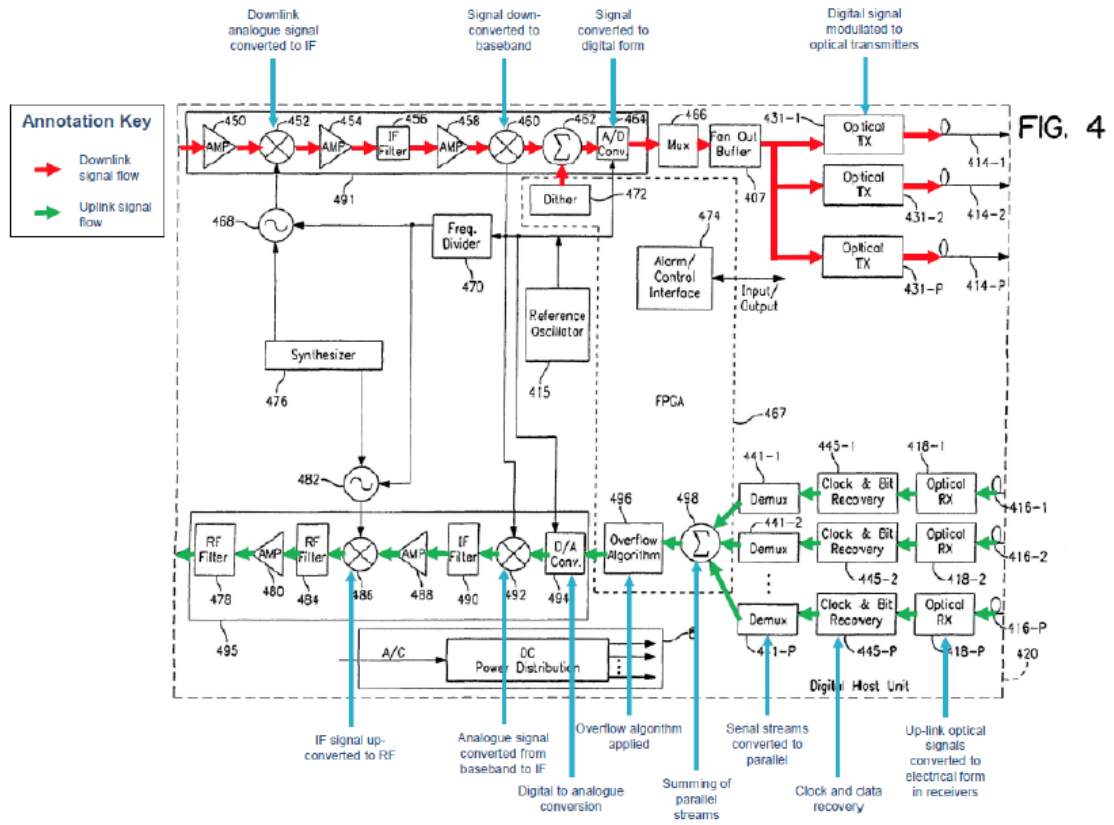 Downlink
analogue signal
converted to IF
Signal down-
converted to
baseband
Signal
converted to
digital form
Digital signal
modulated to
optical transmitters
Annotation Key
Downlink
signal flow
Uplink signal
flow
FIG. 4
450
452
454
456
458
460
462
464
466
431-1
AMP
AMP
IF
Filter
AMP
Σ
A/D
Conv.
Mux
Fan Out
Buffer
Optical
TX
414-1
491
Dither
472
407
Optical
TX
431-2
414-2
468
Freq.
Divider
470
474
Alarm/
Control
Interface
Input/
Output
Optical
TX
431-P
414-P
Reference
Oscillator
415
Synthesizer
476
FPGA
467
482
441-1
445-1
418-1
Demux
Clock & Bit
Recovery
Optical
RX
416-1
496
498
441-2
RF
Filter
478
AMP
480
RF
Filter
484
486
AMP
488
IF
Filter
490
492
D/A
Conv.
494
Overflow
Algorithm
Σ
Demux
Clock & Bit
Recovery
445-2
Optical
RX
418-2
416-2
Demux
441-P
Clock & Bit
Recovery
445-P
Optical
RX
418-P
416-P
495
A/C
DC
Power Distribution
Digital Host Unit
420
IF signal up-
converted to RF
Analogue signal
converted from
baseband to IF
Digital to analogue
conversion
Overflow algorithm
applied
Summing of
parallel
streams
Serial streams
converted to
parallel
Clock and data
recovery
Up-link optical
signals
converted to
electrical form
in receivers